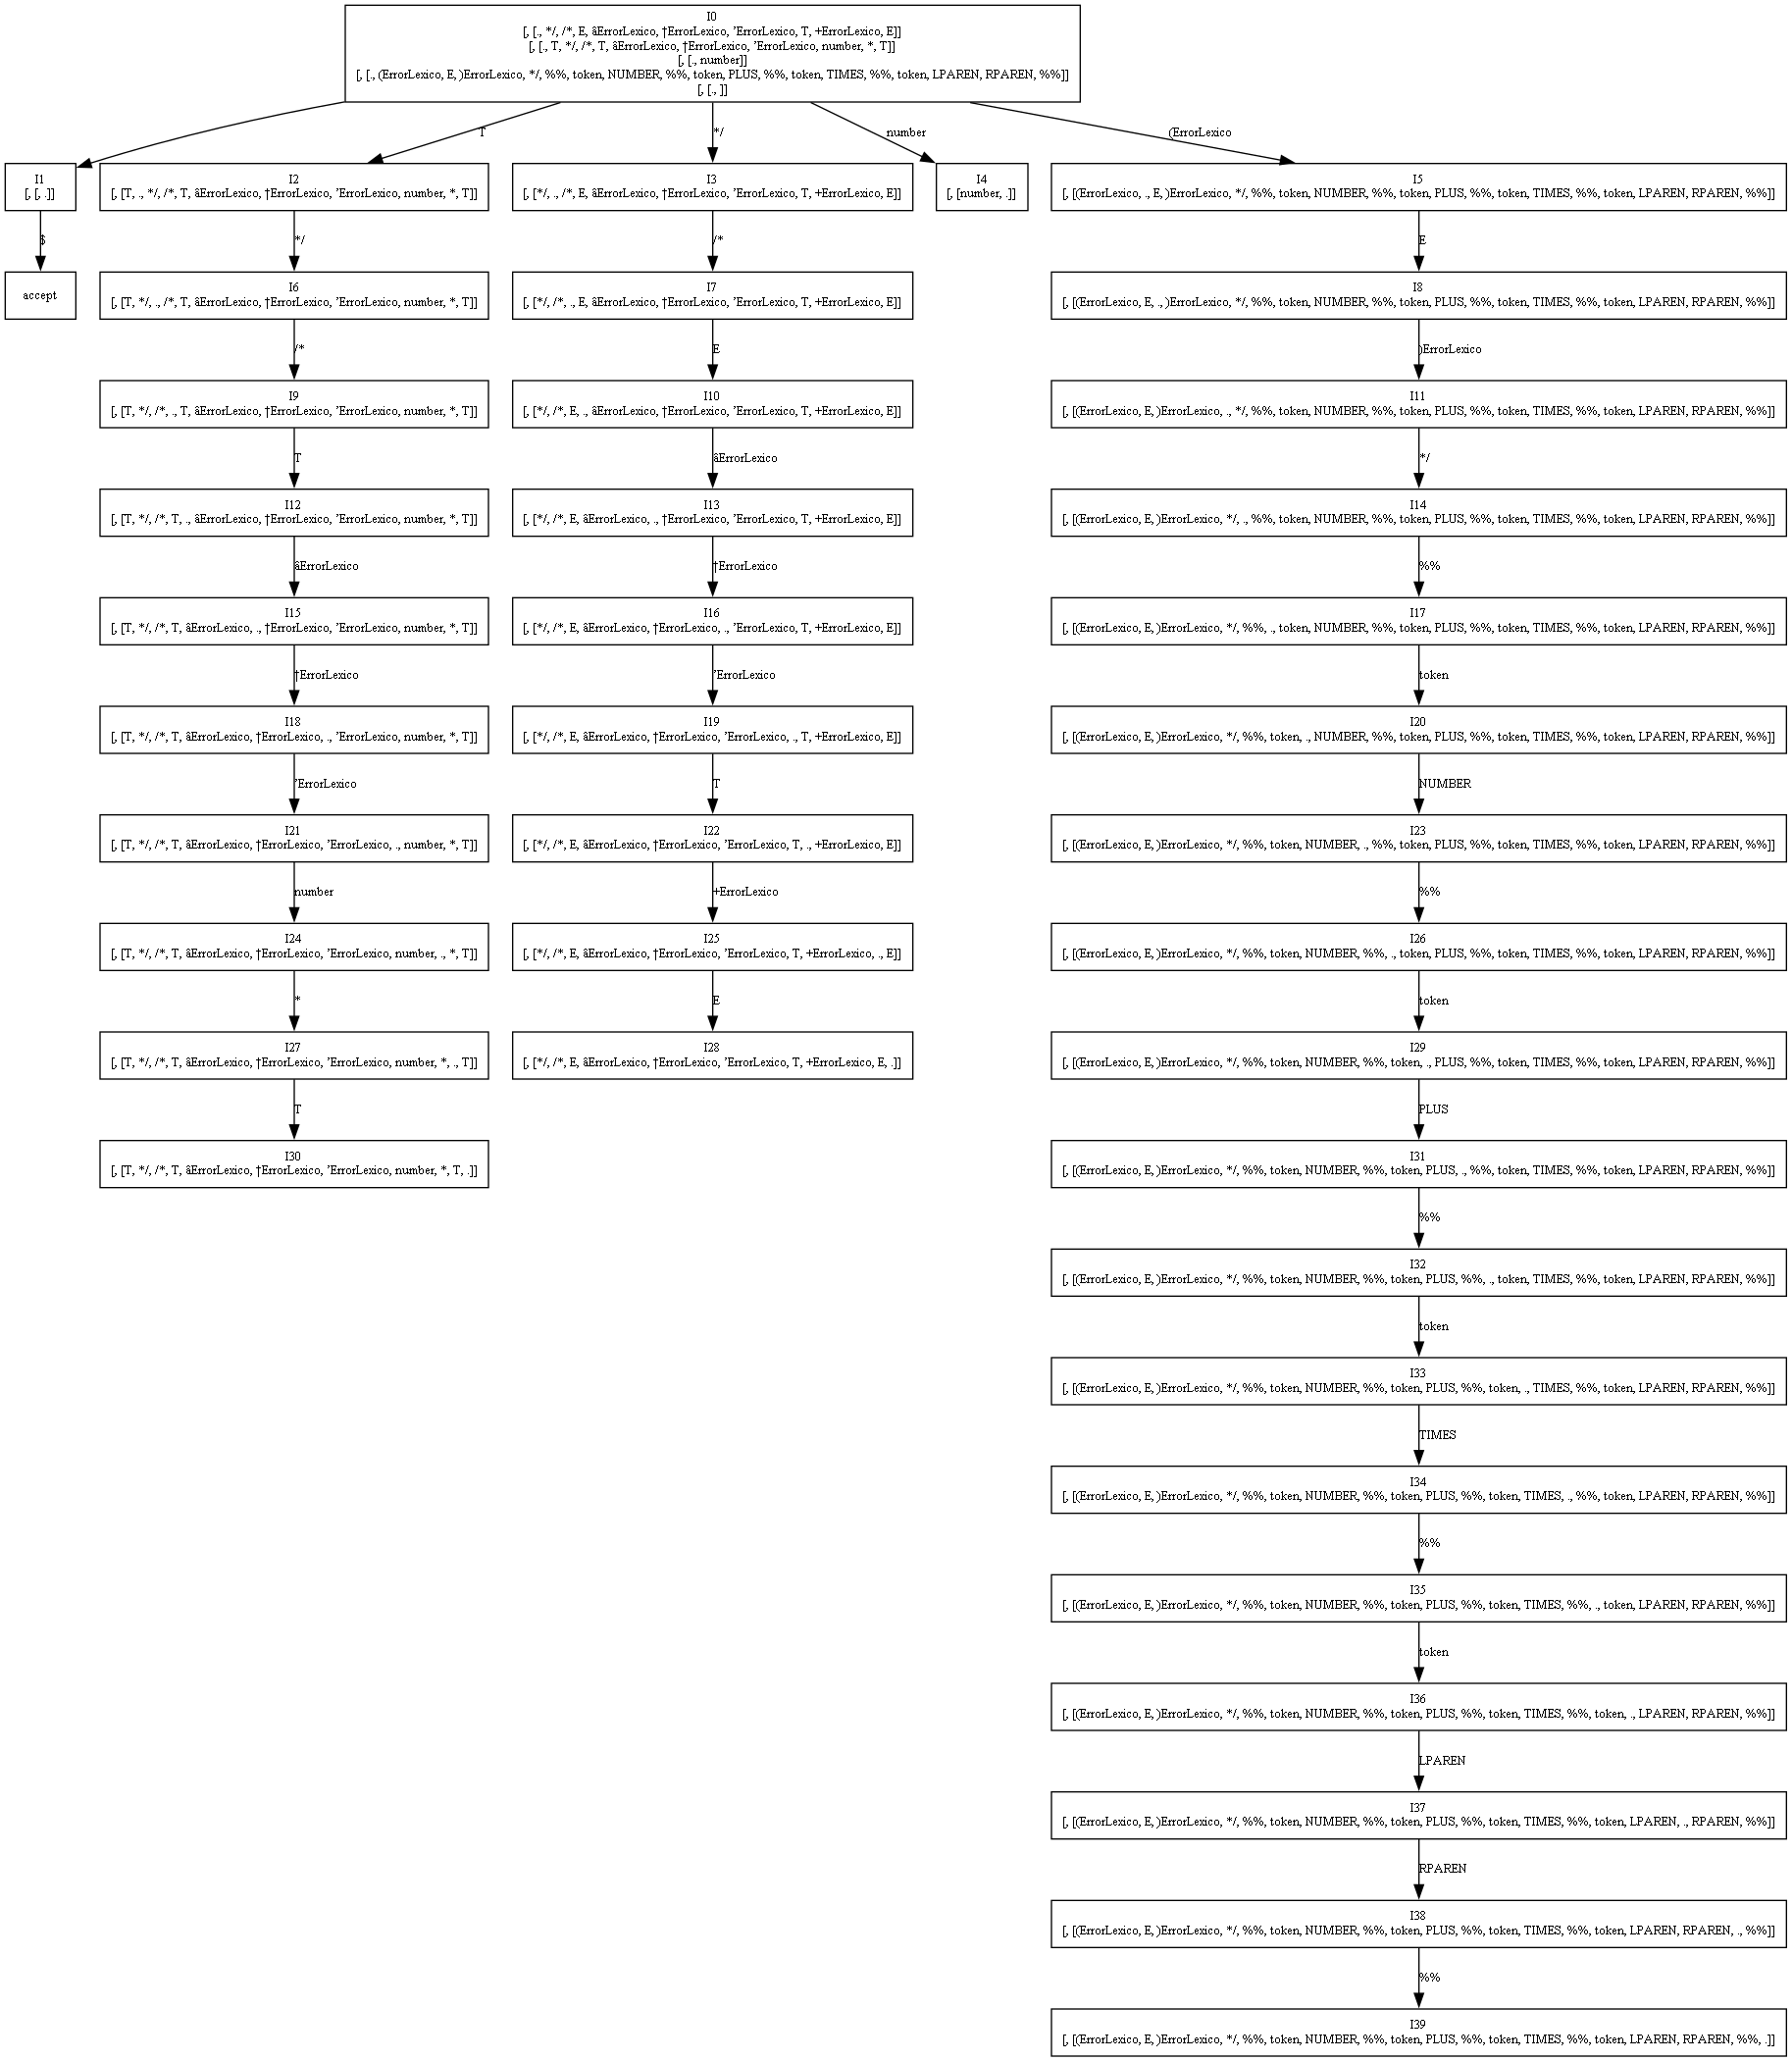 I0
[, [., */, /*, E, âErrorLexico, †ErrorLexico, ’ErrorLexico, T, +ErrorLexico, E]]
[, [., T, */, /*, T, âErrorLexico, †ErrorLexico, ’ErrorLexico, number, *, T]]
[, [., number]]
[, [., (ErrorLexico, E, )ErrorLexico, */, %%, token, NUMBER, %%, token, PLUS, %%, token, TIMES, %%, token, LPAREN, RPAREN, %%]]
[, [., ]]
T
*/
number
(ErrorLexico
I1
[, [, .]]
I2
[, [T, ., */, /*, T, âErrorLexico, †ErrorLexico, ’ErrorLexico, number, *, T]]
I3
[, [*/, ., /*, E, âErrorLexico, †ErrorLexico, ’ErrorLexico, T, +ErrorLexico, E]]
I4
[, [number, .]]
I5
[, [(ErrorLexico, ., E, )ErrorLexico, */, %%, token, NUMBER, %%, token, PLUS, %%, token, TIMES, %%, token, LPAREN, RPAREN, %%]]
$
*/
/*
E
accept
I6
[, [T, */, ., /*, T, âErrorLexico, †ErrorLexico, ’ErrorLexico, number, *, T]]
I7
[, [*/, /*, ., E, âErrorLexico, †ErrorLexico, ’ErrorLexico, T, +ErrorLexico, E]]
I8
[, [(ErrorLexico, E, ., )ErrorLexico, */, %%, token, NUMBER, %%, token, PLUS, %%, token, TIMES, %%, token, LPAREN, RPAREN, %%]]
/*
E
)ErrorLexico
I9
[, [T, */, /*, ., T, âErrorLexico, †ErrorLexico, ’ErrorLexico, number, *, T]]
I10
[, [*/, /*, E, ., âErrorLexico, †ErrorLexico, ’ErrorLexico, T, +ErrorLexico, E]]
I11
[, [(ErrorLexico, E, )ErrorLexico, ., */, %%, token, NUMBER, %%, token, PLUS, %%, token, TIMES, %%, token, LPAREN, RPAREN, %%]]
T
âErrorLexico
*/
I12
[, [T, */, /*, T, ., âErrorLexico, †ErrorLexico, ’ErrorLexico, number, *, T]]
I13
[, [*/, /*, E, âErrorLexico, ., †ErrorLexico, ’ErrorLexico, T, +ErrorLexico, E]]
I14
[, [(ErrorLexico, E, )ErrorLexico, */, ., %%, token, NUMBER, %%, token, PLUS, %%, token, TIMES, %%, token, LPAREN, RPAREN, %%]]
âErrorLexico
†ErrorLexico
%%
I15
[, [T, */, /*, T, âErrorLexico, ., †ErrorLexico, ’ErrorLexico, number, *, T]]
I16
[, [*/, /*, E, âErrorLexico, †ErrorLexico, ., ’ErrorLexico, T, +ErrorLexico, E]]
I17
[, [(ErrorLexico, E, )ErrorLexico, */, %%, ., token, NUMBER, %%, token, PLUS, %%, token, TIMES, %%, token, LPAREN, RPAREN, %%]]
†ErrorLexico
’ErrorLexico
token
I18
[, [T, */, /*, T, âErrorLexico, †ErrorLexico, ., ’ErrorLexico, number, *, T]]
I19
[, [*/, /*, E, âErrorLexico, †ErrorLexico, ’ErrorLexico, ., T, +ErrorLexico, E]]
I20
[, [(ErrorLexico, E, )ErrorLexico, */, %%, token, ., NUMBER, %%, token, PLUS, %%, token, TIMES, %%, token, LPAREN, RPAREN, %%]]
’ErrorLexico
T
NUMBER
I21
[, [T, */, /*, T, âErrorLexico, †ErrorLexico, ’ErrorLexico, ., number, *, T]]
I22
[, [*/, /*, E, âErrorLexico, †ErrorLexico, ’ErrorLexico, T, ., +ErrorLexico, E]]
I23
[, [(ErrorLexico, E, )ErrorLexico, */, %%, token, NUMBER, ., %%, token, PLUS, %%, token, TIMES, %%, token, LPAREN, RPAREN, %%]]
number
+ErrorLexico
%%
I24
[, [T, */, /*, T, âErrorLexico, †ErrorLexico, ’ErrorLexico, number, ., *, T]]
I25
[, [*/, /*, E, âErrorLexico, †ErrorLexico, ’ErrorLexico, T, +ErrorLexico, ., E]]
I26
[, [(ErrorLexico, E, )ErrorLexico, */, %%, token, NUMBER, %%, ., token, PLUS, %%, token, TIMES, %%, token, LPAREN, RPAREN, %%]]
*
E
token
I27
[, [T, */, /*, T, âErrorLexico, †ErrorLexico, ’ErrorLexico, number, *, ., T]]
I28
[, [*/, /*, E, âErrorLexico, †ErrorLexico, ’ErrorLexico, T, +ErrorLexico, E, .]]
I29
[, [(ErrorLexico, E, )ErrorLexico, */, %%, token, NUMBER, %%, token, ., PLUS, %%, token, TIMES, %%, token, LPAREN, RPAREN, %%]]
T
PLUS
I30
[, [T, */, /*, T, âErrorLexico, †ErrorLexico, ’ErrorLexico, number, *, T, .]]
I31
[, [(ErrorLexico, E, )ErrorLexico, */, %%, token, NUMBER, %%, token, PLUS, ., %%, token, TIMES, %%, token, LPAREN, RPAREN, %%]]
%%
I32
[, [(ErrorLexico, E, )ErrorLexico, */, %%, token, NUMBER, %%, token, PLUS, %%, ., token, TIMES, %%, token, LPAREN, RPAREN, %%]]
token
I33
[, [(ErrorLexico, E, )ErrorLexico, */, %%, token, NUMBER, %%, token, PLUS, %%, token, ., TIMES, %%, token, LPAREN, RPAREN, %%]]
TIMES
I34
[, [(ErrorLexico, E, )ErrorLexico, */, %%, token, NUMBER, %%, token, PLUS, %%, token, TIMES, ., %%, token, LPAREN, RPAREN, %%]]
%%
I35
[, [(ErrorLexico, E, )ErrorLexico, */, %%, token, NUMBER, %%, token, PLUS, %%, token, TIMES, %%, ., token, LPAREN, RPAREN, %%]]
token
I36
[, [(ErrorLexico, E, )ErrorLexico, */, %%, token, NUMBER, %%, token, PLUS, %%, token, TIMES, %%, token, ., LPAREN, RPAREN, %%]]
LPAREN
I37
[, [(ErrorLexico, E, )ErrorLexico, */, %%, token, NUMBER, %%, token, PLUS, %%, token, TIMES, %%, token, LPAREN, ., RPAREN, %%]]
RPAREN
I38
[, [(ErrorLexico, E, )ErrorLexico, */, %%, token, NUMBER, %%, token, PLUS, %%, token, TIMES, %%, token, LPAREN, RPAREN, ., %%]]
%%
I39
[, [(ErrorLexico, E, )ErrorLexico, */, %%, token, NUMBER, %%, token, PLUS, %%, token, TIMES, %%, token, LPAREN, RPAREN, %%, .]]